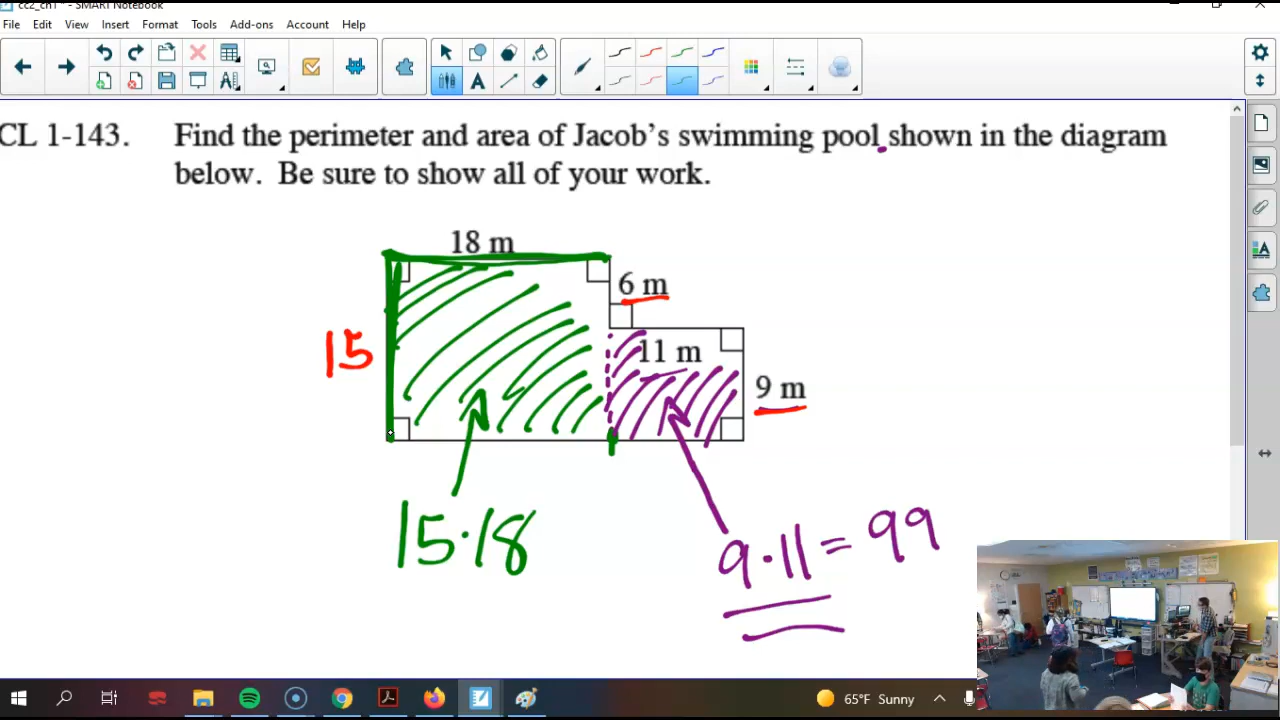 cc2_ch1 * - SMART Notebook
File Edit View Insert Format Tools Add-ons Account Help
CL 1-143. Find the perimeter and area of Jacob's swimming pool shown in the diagram
below. Be sure to show all of your work.
18 m
6 m
15
11 m
9 m
15·18
9·11=99
65°F Sunny